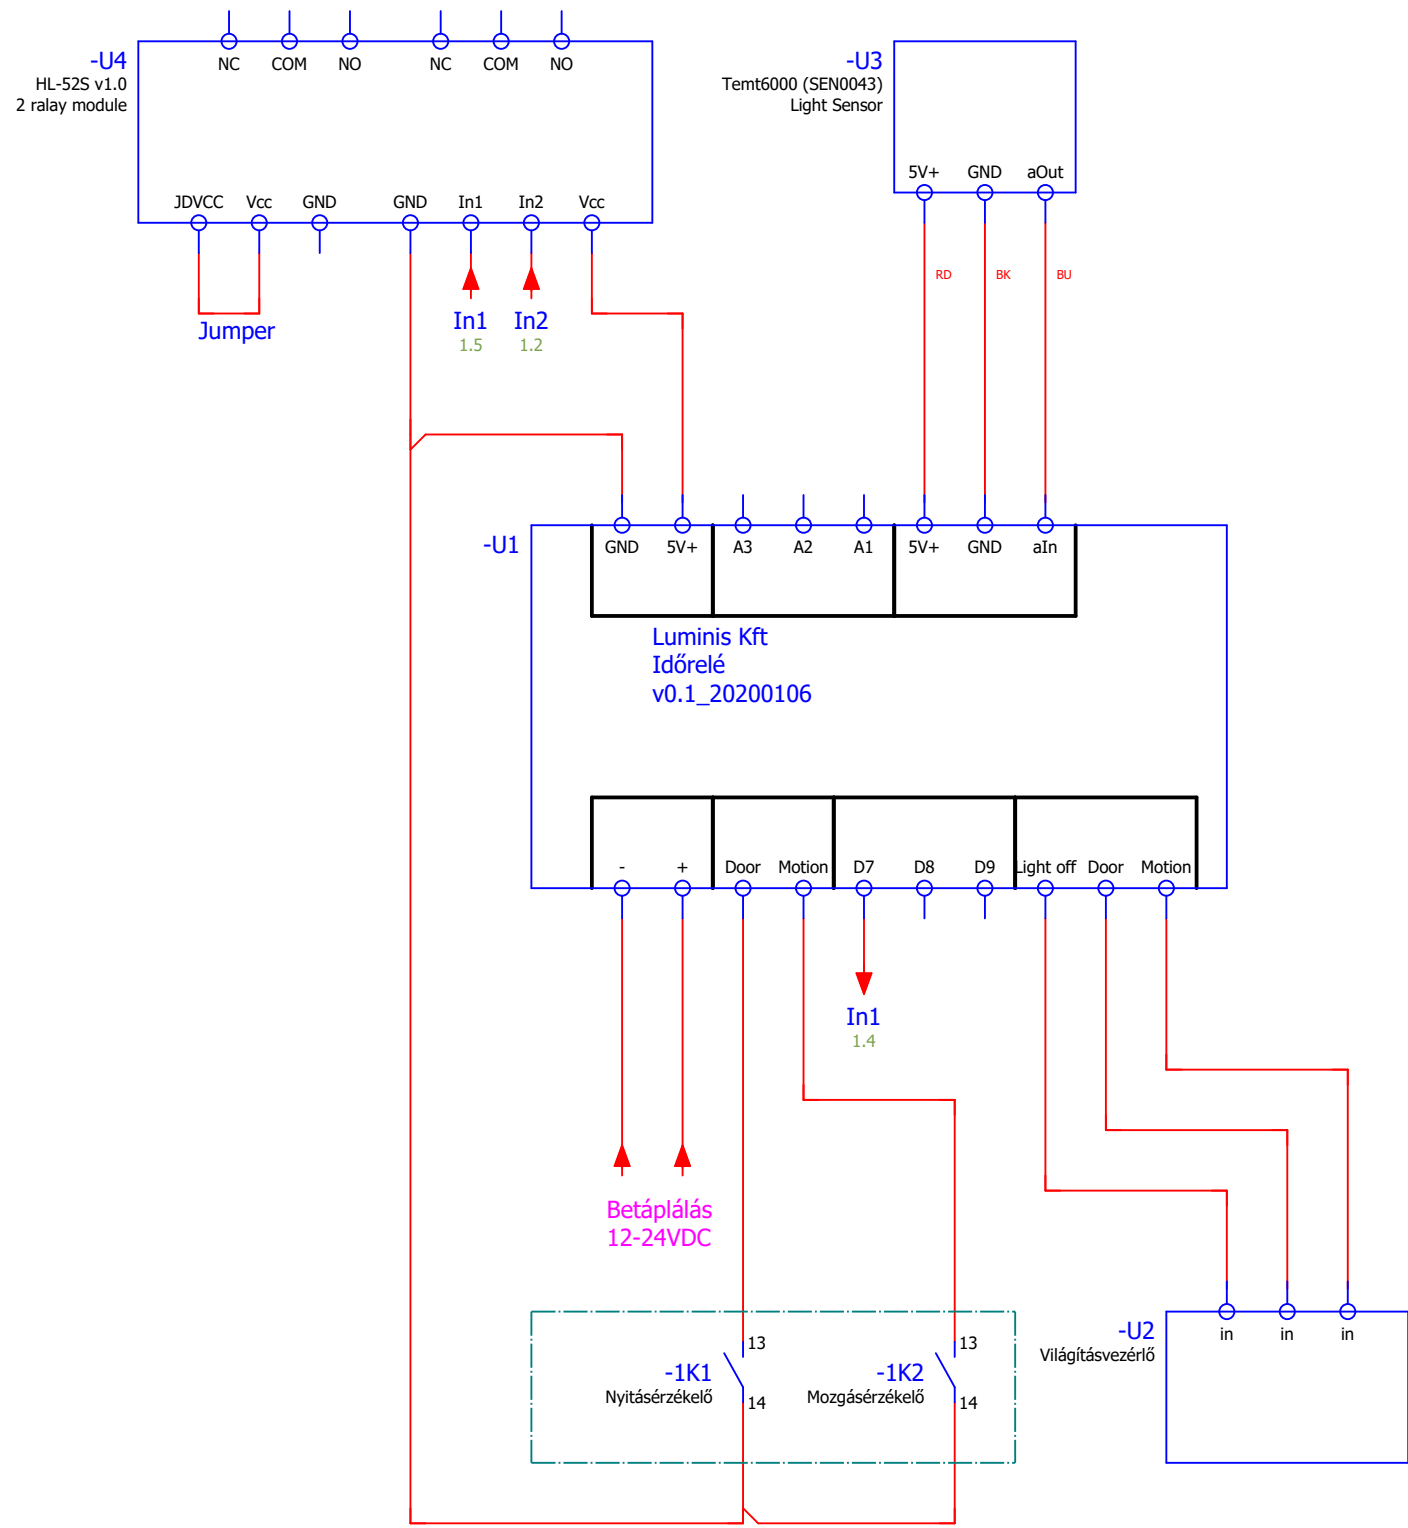 -U4
HL-52S v1.0
2 ralay module
NC
COM
NO
NC
COM
NO
JDVCC
Vcc
GND
GND
In1
In2
Vcc
Jumper
In1
1.5
In2
1.2
-U3
Temt6000 (SEN0043)
Light Sensor
5V+
GND
aOut
RD
BK
BU
-U1
GND
5V+
A3
A2
A1
5V+
GND
aIn
Luminis Kft
Időrelé
v0.1_20200106
-
+
Door
Motion
D7
D8
D9
Light off
Door
Motion
In1
1.4
Betáplálás
12-24VDC
-1K1
Nyitásérzékelő
13
14
-1K2
Mozgásérzékelő
13
14
-U2
Világításvezérlő
in
in
in